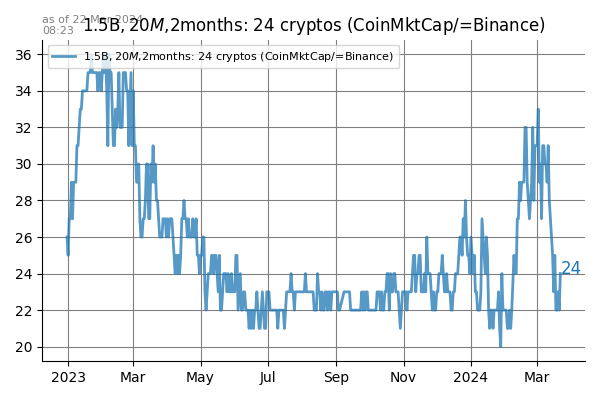 as of 22 Mar 2024
08:23
1.5B, 20M, 2months: 24 cryptos (CoinMktCap/=Binance)
1.5B, 20M, 2months: 24 cryptos (CoinMktCap/=Binance)
36
34
32
30
28
26
24
22
20
24
2023 Mar May Jul Sep Nov 2024 Mar